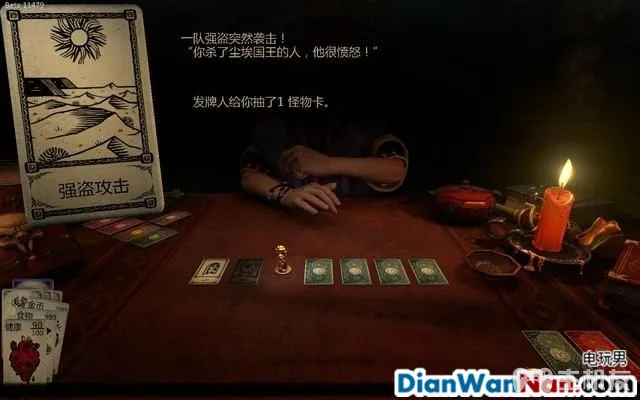 Beta 11479
一队强盗突然袭击！
“你杀了尘埃国王的人，他很愤怒！”
发牌人给你抽了1 怪物卡。
强盗攻击
金币
食物 999
健康 90
100
电玩男
DianWanNan.com